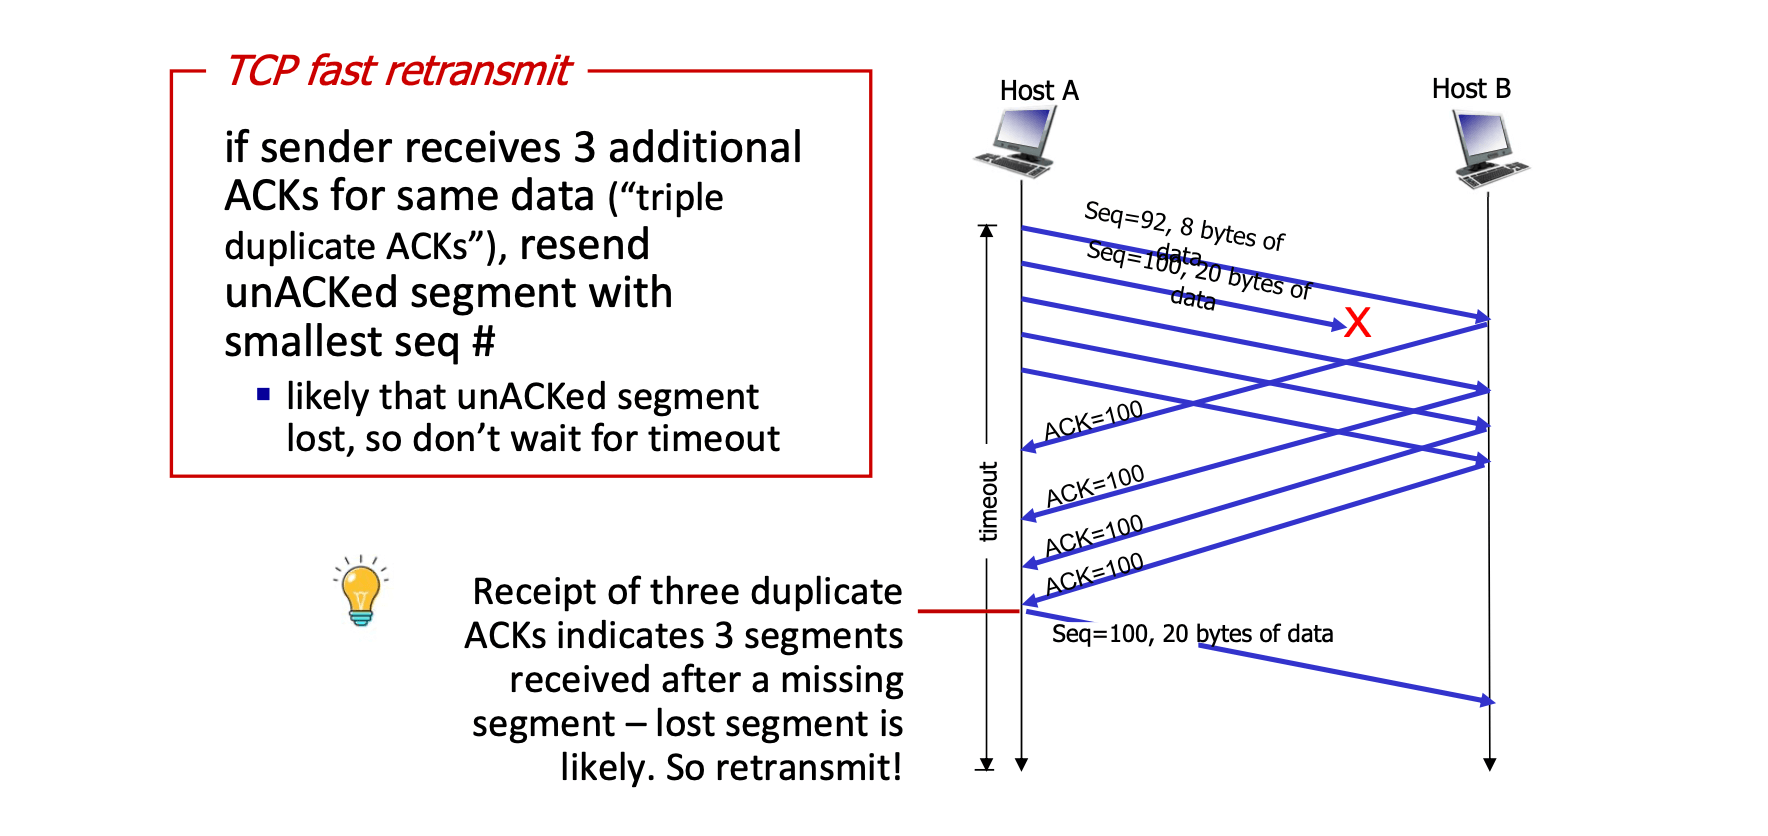 TCP fast retransmit
if sender receives 3 additional
ACKs for same data (“triple
duplicate ACKs”), resend
unACKed segment with
smallest seq #
likely that unACKed segment
lost, so don’t wait for timeout
Receipt of three duplicate
ACKs indicates 3 segments
received after a missing
segment – lost segment is
likely. So retransmit!
Host A
Host B
Seq=92, 8 bytes of
data
Seq=100, 20 bytes of
data
X
ACK=100
ACK=100
ACK=100
ACK=100
timeout
Seq=100, 20 bytes of data